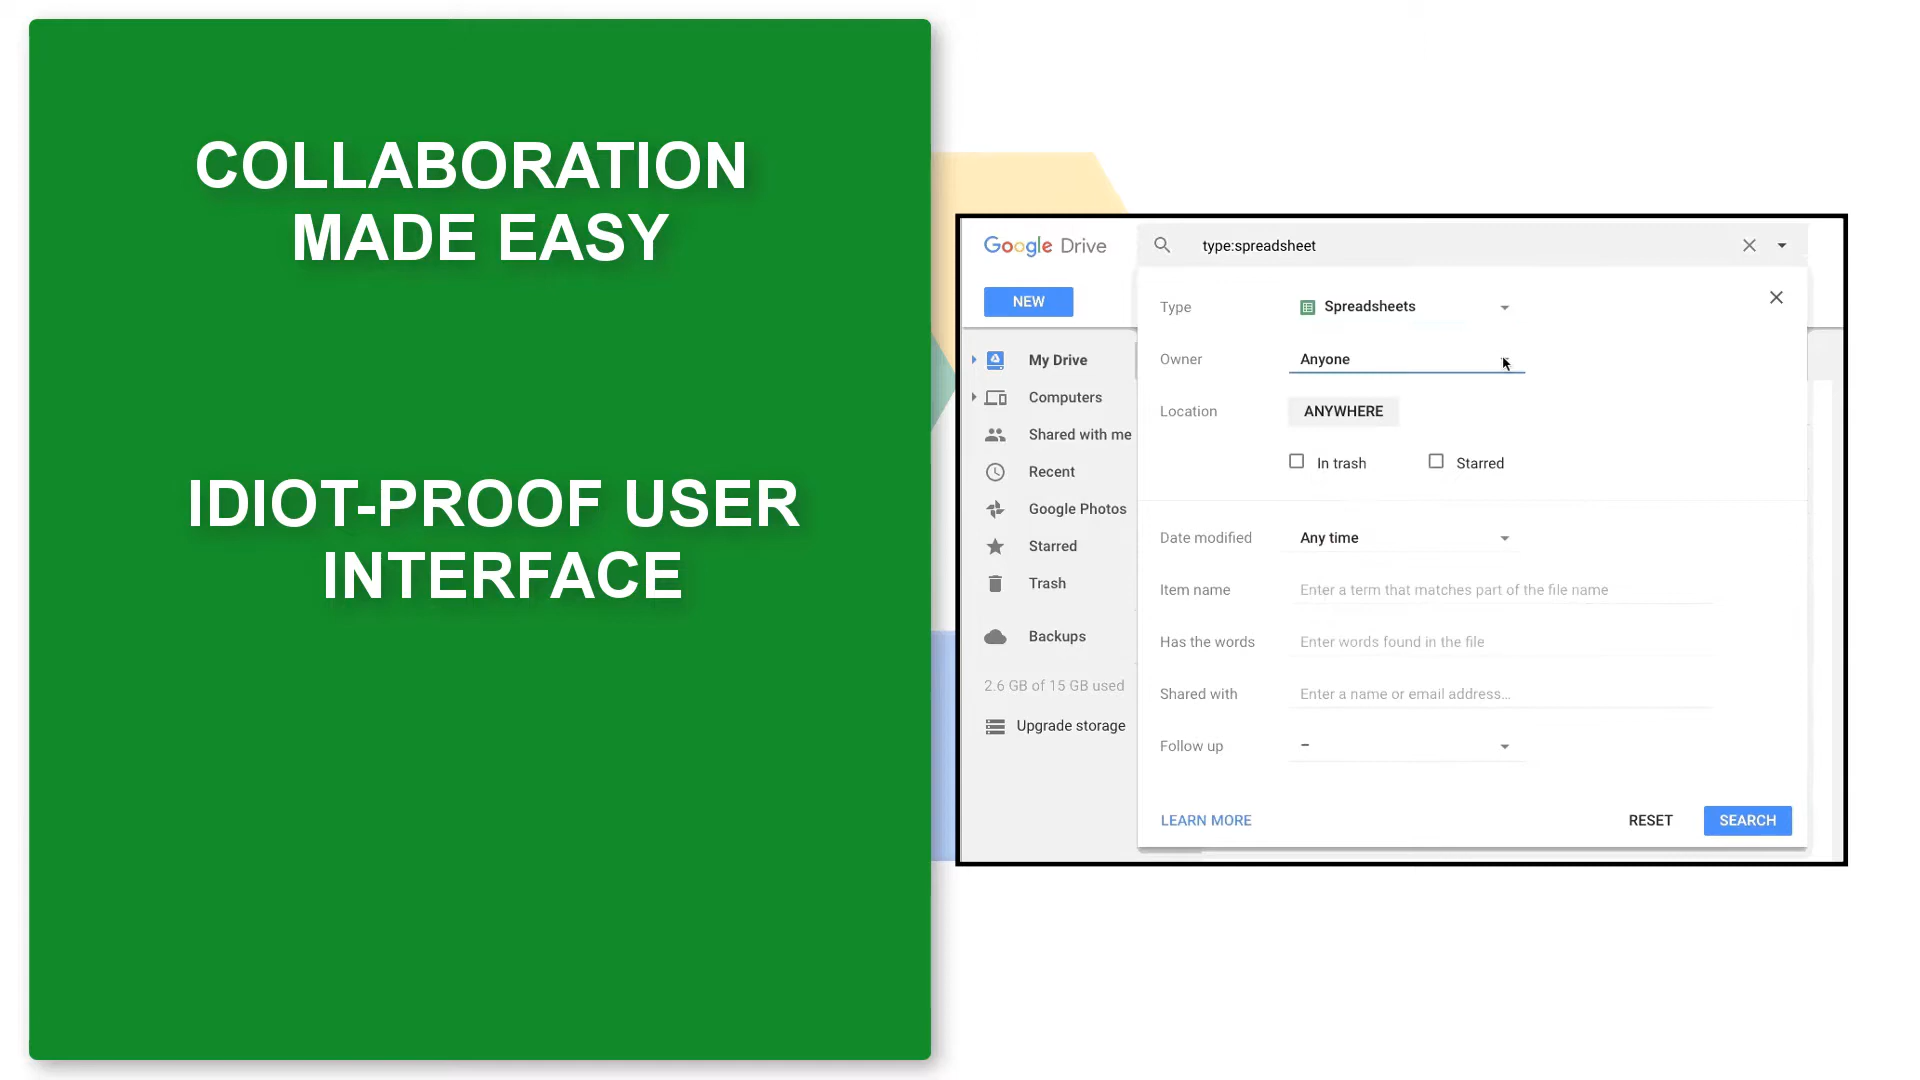 COLLABORATION
MADE EASY
IDIOT-PROOF USER
INTERFACE
Google Drive
type:spreadsheet
NEW
My Drive
Computers
Shared with me
Recent
Google Photos
Starred
Trash
Backups
2.6 GB of 15 GB used
Upgrade storage
Type Spreadsheets
Owner Anyone
Location ANYWHERE
In trash Starred
Date modified Any time
Item name Enter a term that matches part of the file name
Has the words Enter words found in the file
Shared with Enter a name or email address...
Follow up –
LEARN MORE RESET SEARCH